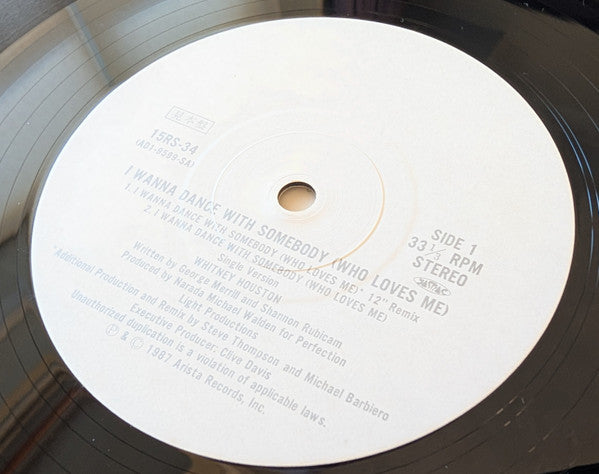 見本盤
15RS-34
(AD1-9599-SA)
SIDE 1
33 1/3 RPM
STEREO
JASRAC
I WANNA DANCE WITH SOMEBODY (WHO LOVES ME)
1. I WANNA DANCE WITH SOMEBODY (WHO LOVES ME)* 12" Remix
2. I WANNA DANCE WITH SOMEBODY (WHO LOVES ME)
Single Version
WHITNEY HOUSTON
Written by George Merrill and Shannon Rubicam
Produced by Narada Michael Walden for Perfection
Light Productions
*Additional Production and Remix by Steve Thompson and Michael Barbiero
Executive Producer: Clive Davis
Unauthorized duplication is a violation of applicable laws.
Ⓟ & © 1987 Arista Records, Inc.